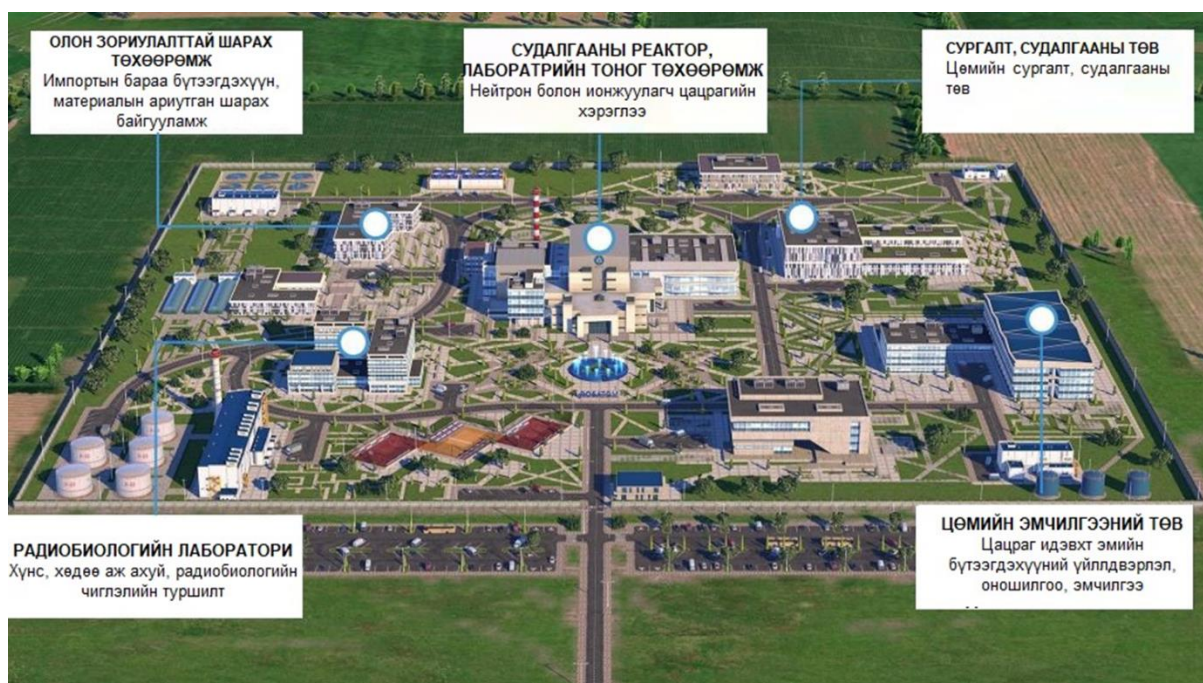 ОЛОН ЗОРИУЛАЛТТАЙ ШАРАХ
ТӨХӨӨРӨМЖ
Импортын бараа бүтээгдэхүүн,
материалын ариутган шарах
байгууламж
СУДАЛГААНЫ РЕАКТОР,
ЛАБОРАТРИЙН ТОНОГ ТӨХӨӨРӨМЖ
Нейтрон болон ионжуулагч цацрагийн
хэрэглээ
СУРГАЛТ, СУДАЛГААНЫ ТӨВ
Цөмийн сургалт, судалгааны
төв
РАДИОБИОЛОГИЙН ЛАБОРАТОРИ
Хүнс, хөдөө аж ахуй, радиобиологийн
чиглэлийн туршилт
ЦӨМИЙН ЭМЧИЛГЭЭНИЙ ТӨВ
Цацраг идэвхт эмийн
бүтээгдэхүүний үйллдвэрлэл,
оношилгоо, эмчилгээ